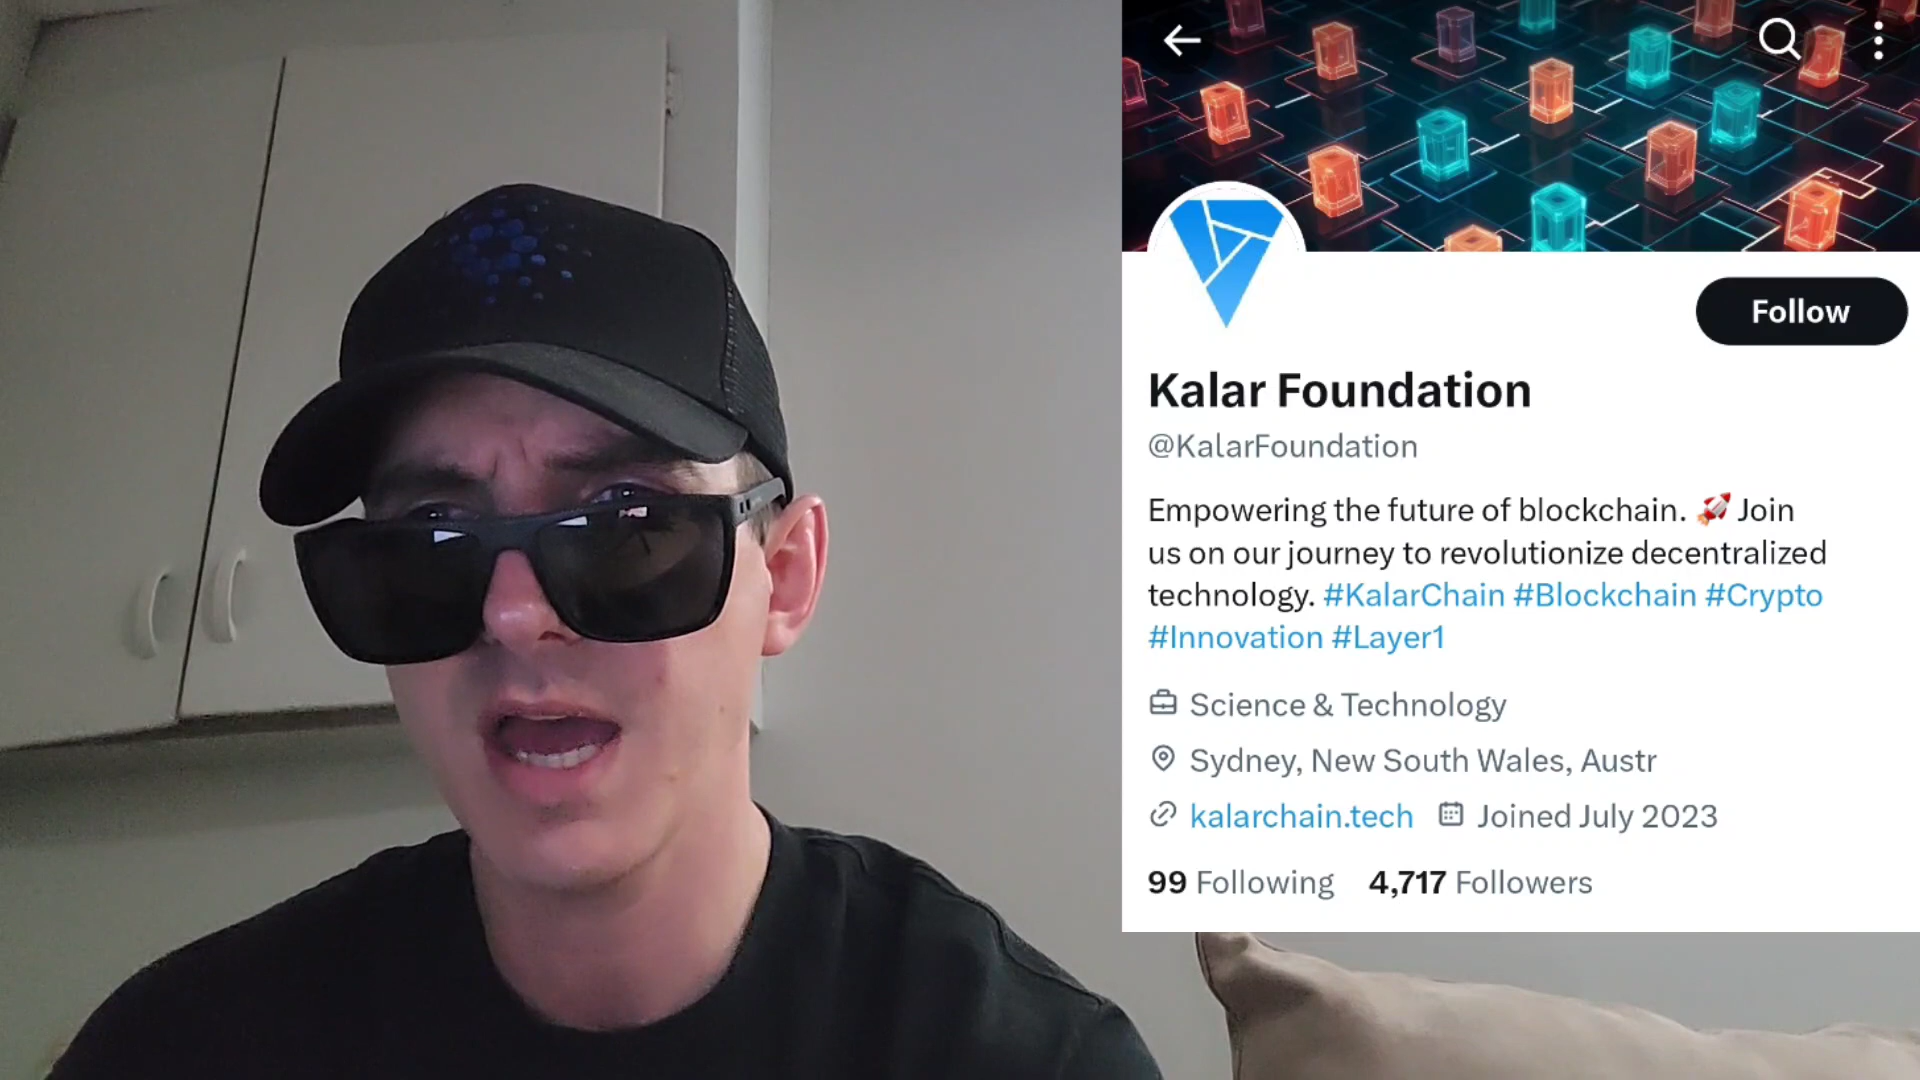 Follow
Kalar Foundation
@KalarFoundation
Empowering the future of blockchain. 🚀 Join
us on our journey to revolutionize decentralized
technology. #KalarChain #Blockchain #Crypto
#Innovation #Layer1
Science & Technology
Sydney, New South Wales, Austr
kalarchain.tech Joined July 2023
99 Following 4,717 Followers